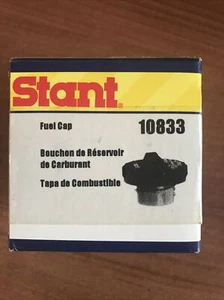 Stant.
Fuel Cap
10833
Bouchon de Réservoir
de Carburant
Tapa de Combustible